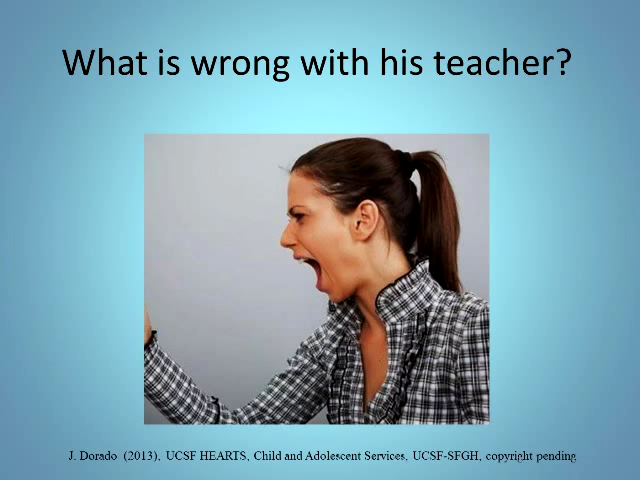 What is wrong with his teacher?
J. Dorado (2013), UCSF HEARTS, Child and Adolescent Services, UCSF-SFGH, copyright pending